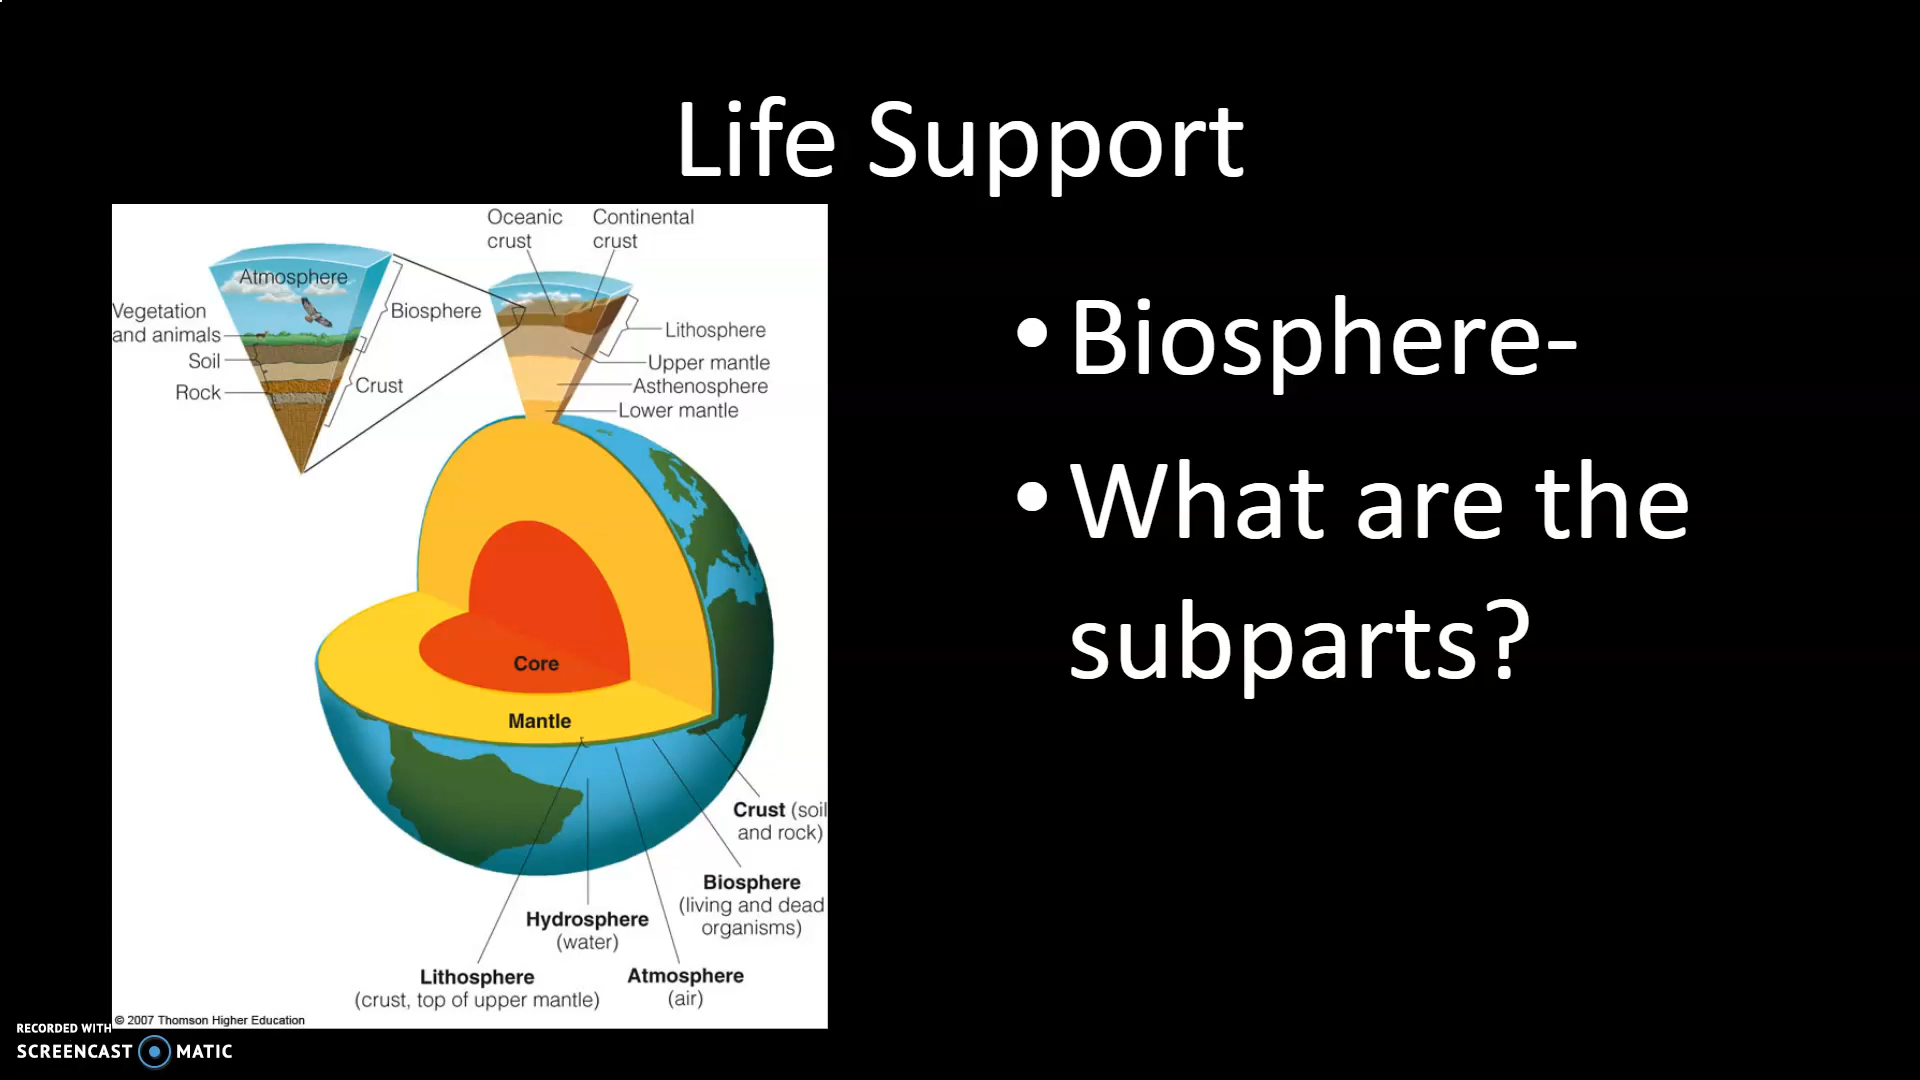 Life Support
Oceanic
crust
Continental
crust
Atmosphere
Vegetation
and animals
Soil
Rock
Biosphere
Crust
Lithosphere
Upper mantle
Asthenosphere
Lower mantle
Core
Mantle
Crust (soil
and rock)
Biosphere
(living and dead
organisms)
Hydrosphere
(water)
Lithosphere
(crust, top of upper mantle)
Atmosphere
(air)
© 2007 Thomson Higher Education
• Biosphere-
• What are the
subparts?
RECORDED WITH
SCREENCAST MATIC